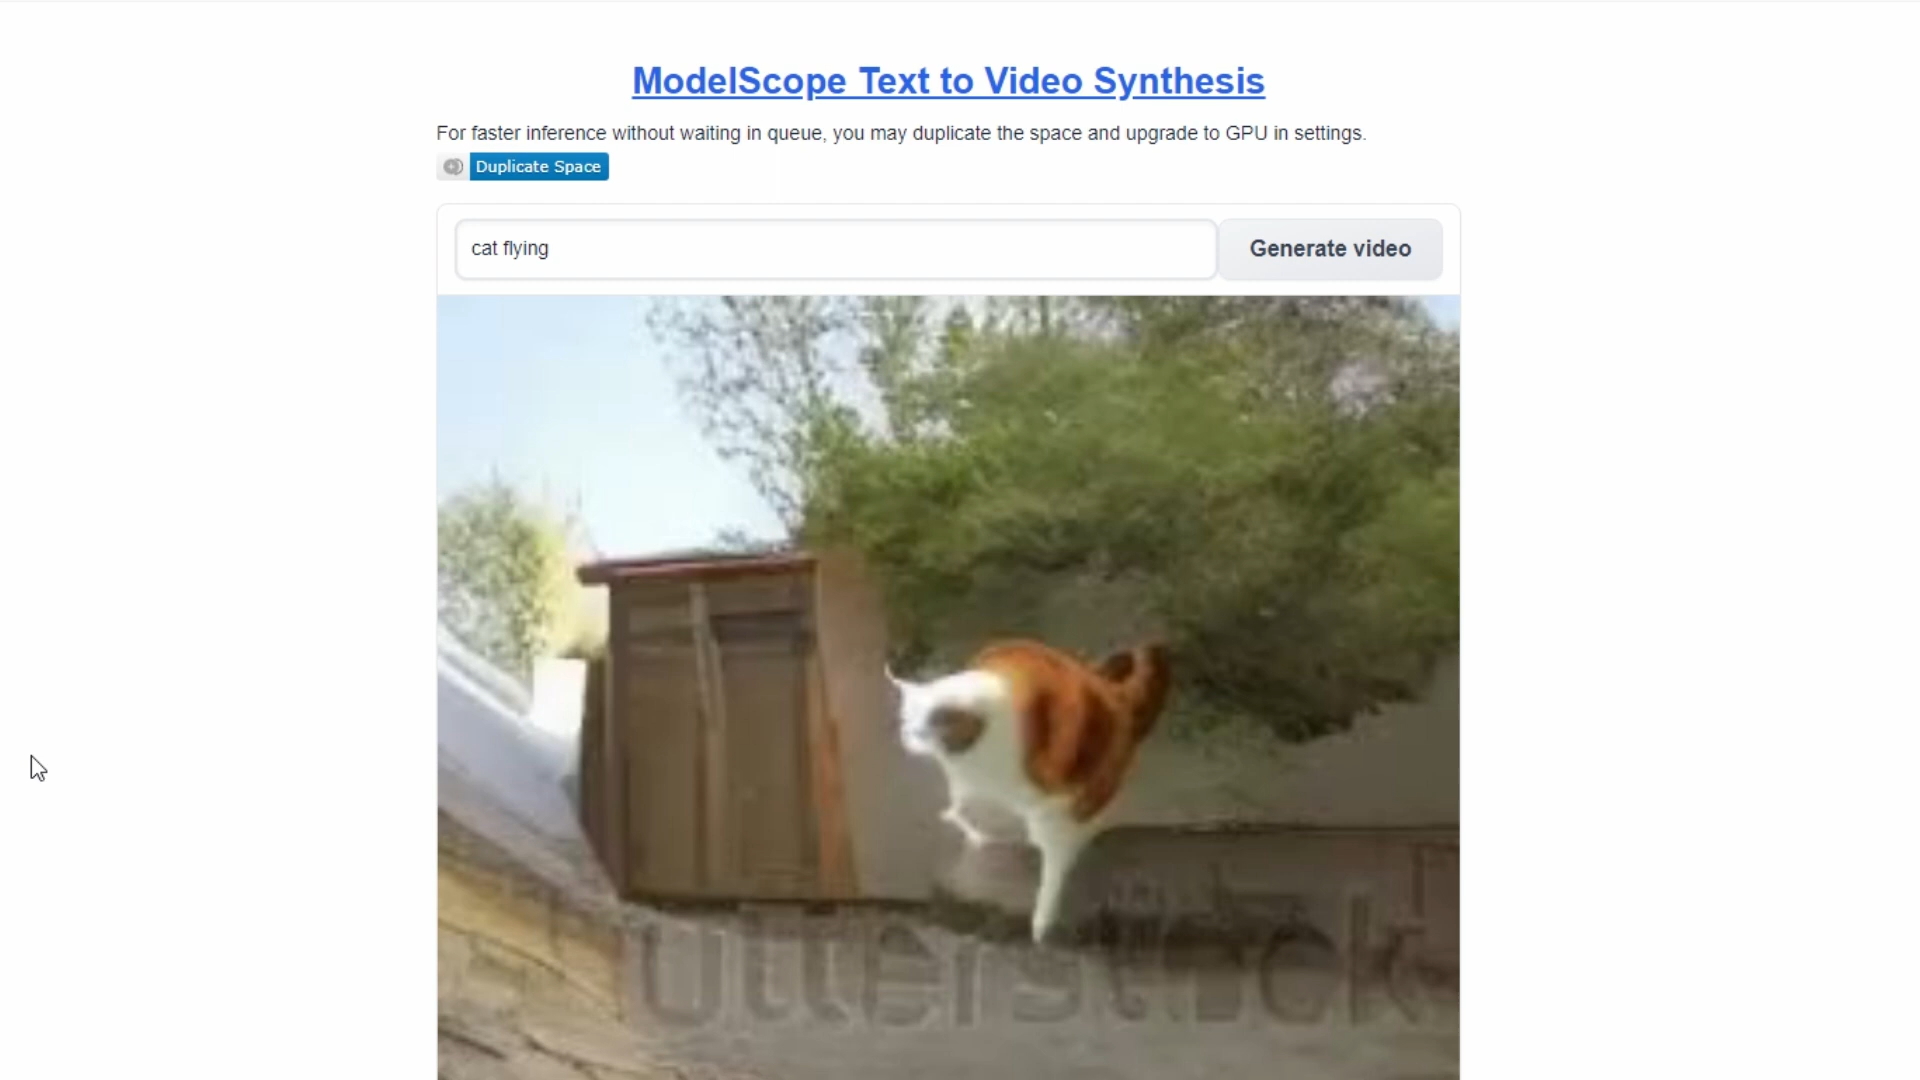 ModelScope Text to Video Synthesis
For faster inference without waiting in queue, you may duplicate the space and upgrade to GPU in settings.
Duplicate Space
cat flying
Generate video
utterstock